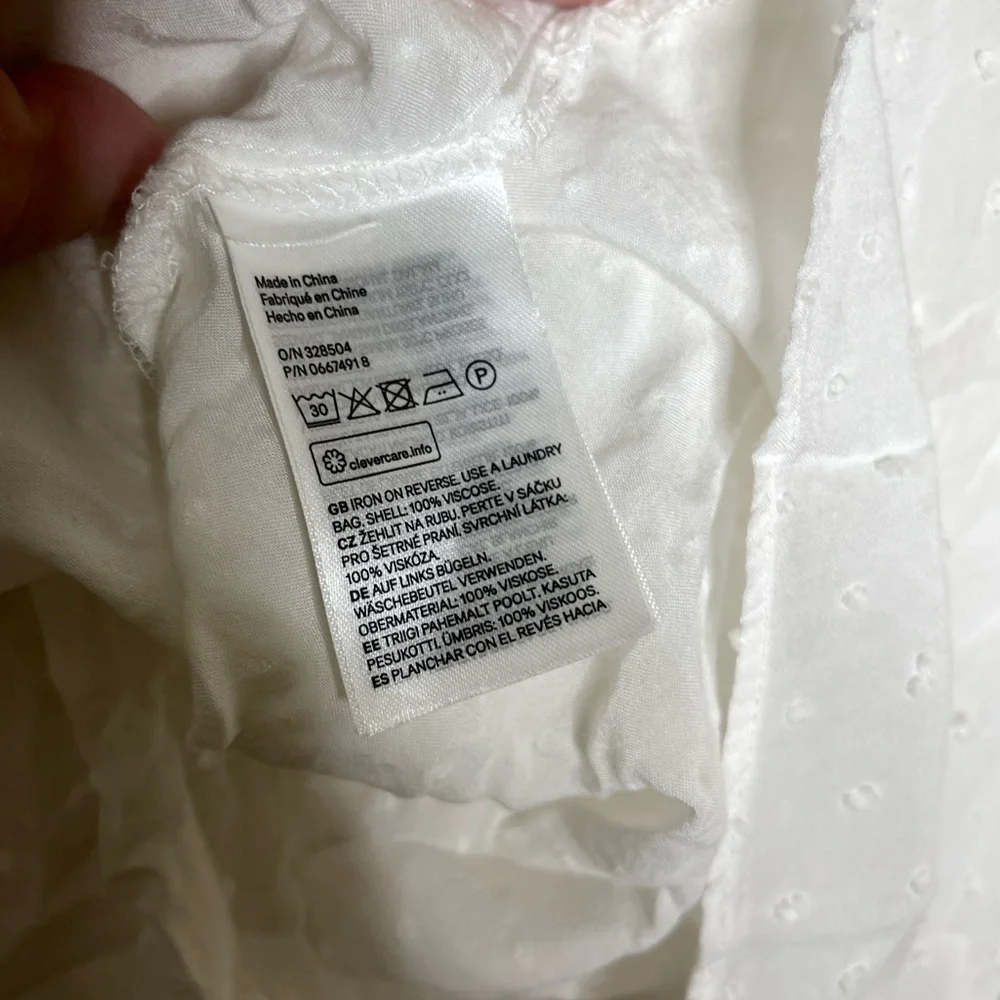 Made in China
Fabriqué en Chine
Hecho en China
O/N 328504
P/N 0667491 8
30
P
clevercare.info
GB IRON ON REVERSE. USE A LAUNDRY
BAG. SHELL: 100% VISCOSE.
CZ ŽEHLIT NA RUBU. PERTE V SÁČKU
PRO ŠETRNÉ PRANÍ. SVRCHNÍ LÁTKA:
100% VISKÓZA.
DE AUF LINKS BÜGELN.
WÄSCHEBEUTEL VERWENDEN.
OBERMATERIAL: 100% VISKOSE.
EE TRIIGI PAHEMALT POOLT. KASUTA
PESUKOTTI. ÜMBRIS: 100% VISKOOS.
ES PLANCHAR CON EL REVÉS HACIA